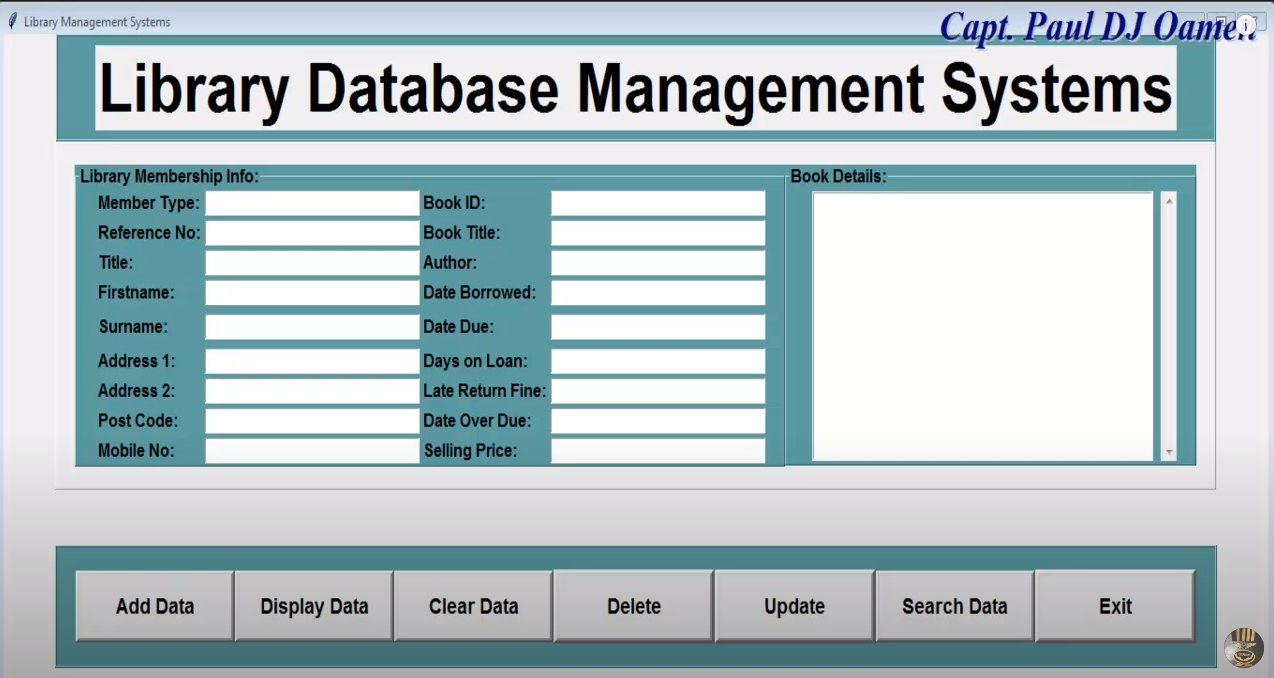 Library Management Systems
Capt. Paul DJ Oamen
Library Database Management Systems
Library Membership Info:
Book Details:
Member Type:
Book ID:
Reference No:
Book Title:
Title:
Author:
Firstname:
Date Borrowed:
Surname:
Date Due:
Address 1:
Days on Loan:
Address 2:
Late Return Fine:
Post Code:
Date Over Due:
Mobile No:
Selling Price:
Add Data
Display Data
Clear Data
Delete
Update
Search Data
Exit